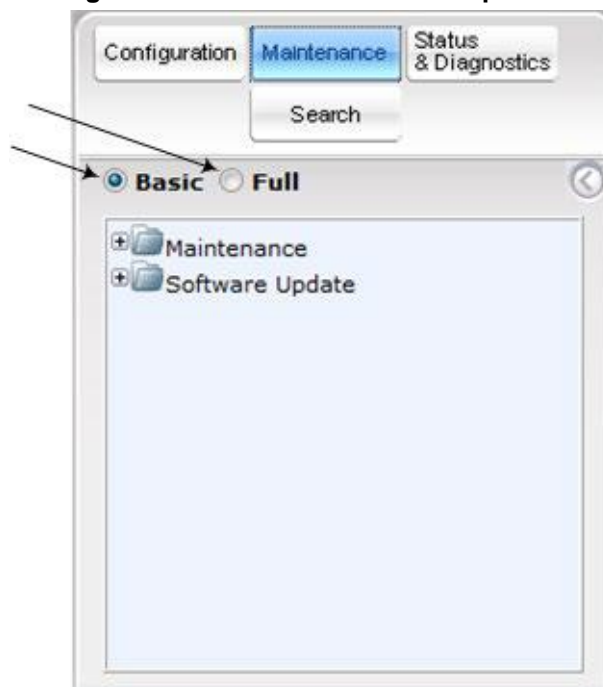 Configuration
Maintenance
Status
& Diagnostics
Search
Basic
Full
Maintenance
Software Update